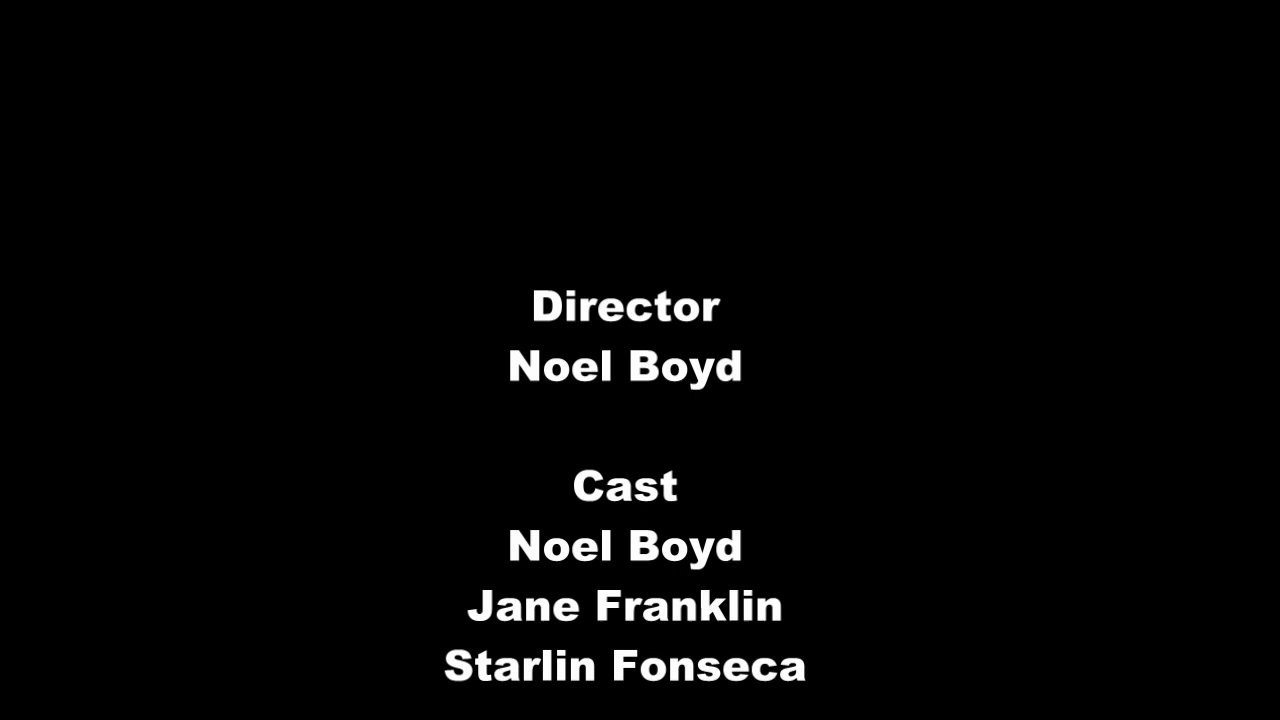 Director
Noel Boyd
Cast
Noel Boyd
Jane Franklin
Starlin Fonseca